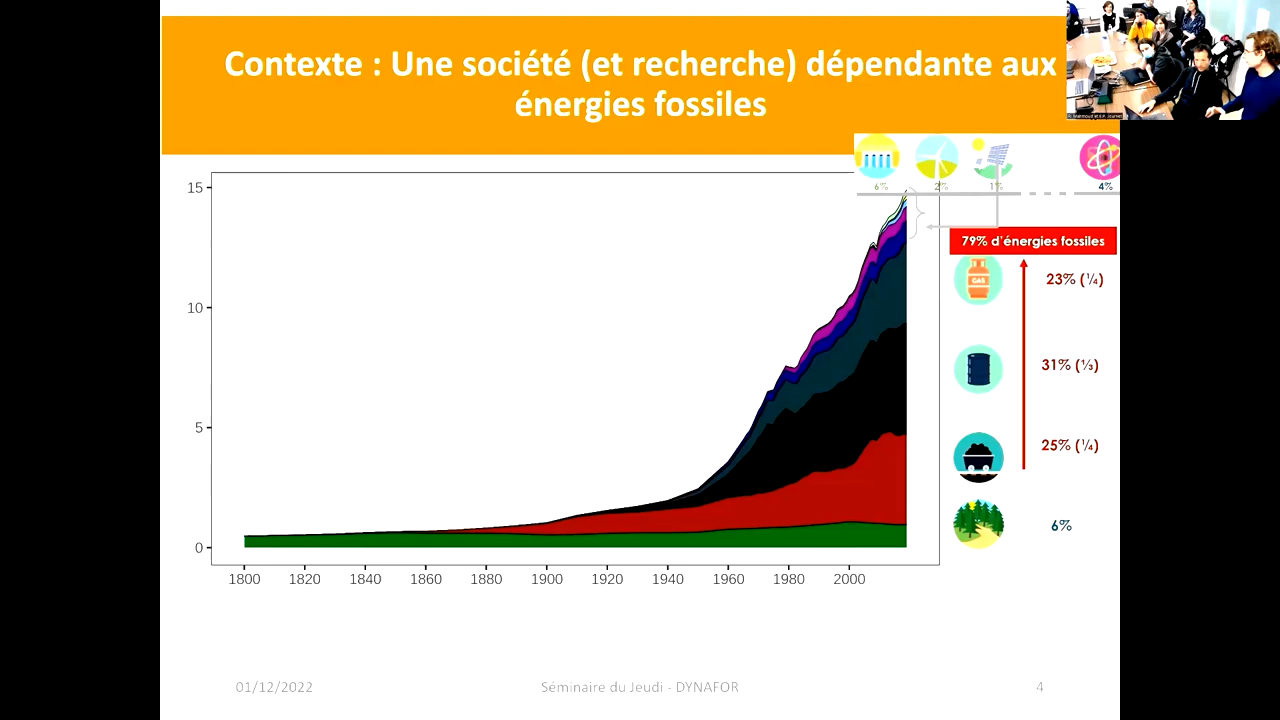 Contexte : Une société (et recherche) dépendante aux
énergies fossiles
6%
2%
1%
4%
79% d'énergies fossiles
GAS
23% (¼)
31% (⅓)
25% (¼)
6%
15
10
5
0
1800 1820 1840 1860 1880 1900 1920 1940 1960 1980 2000
01/12/2022 Séminaire du Jeudi - DYNAFOR 4